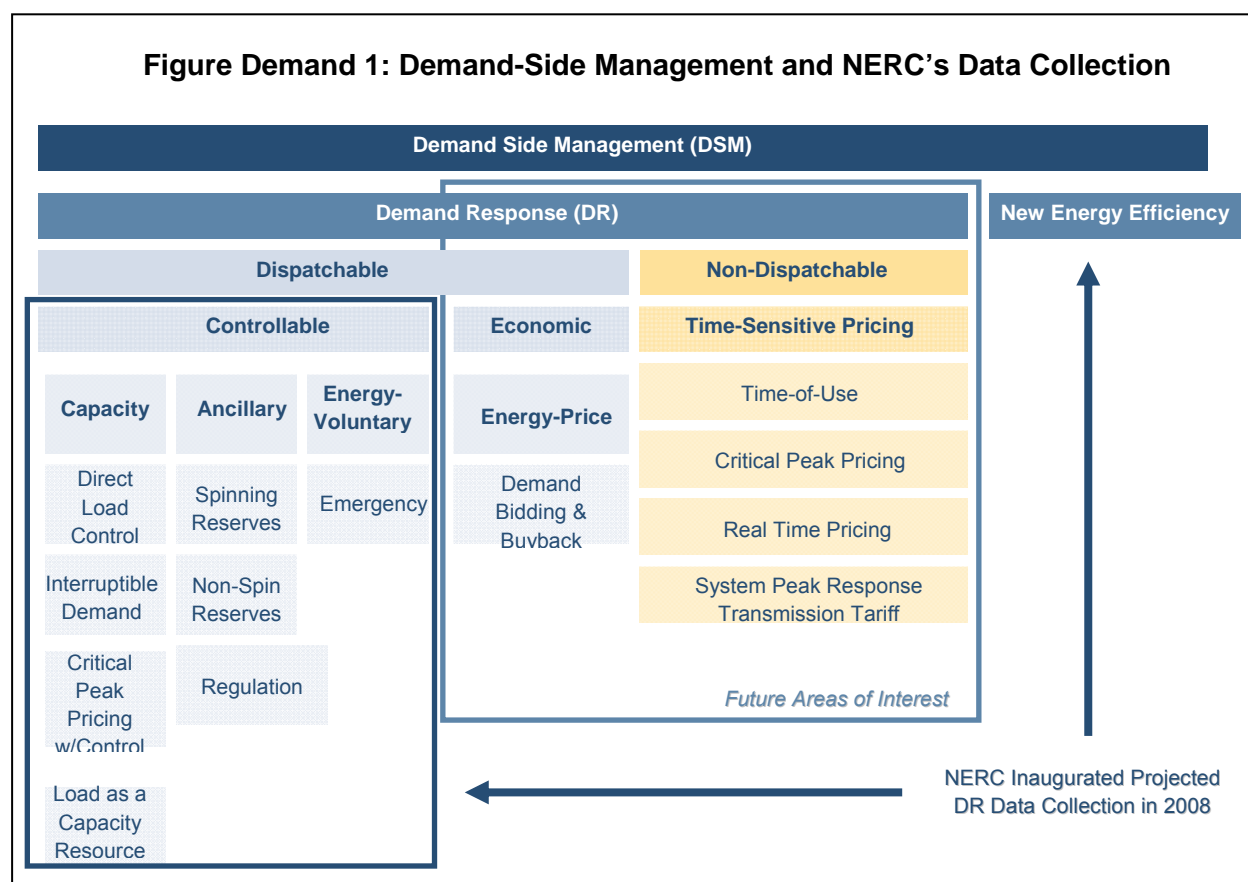 Figure Demand 1: Demand-Side Management and NERC's Data Collection
Demand Side Management (DSM)
Demand Response (DR)
New Energy Efficiency
Dispatchable
Non-Dispatchable
Controllable
Economic
Time-Sensitive Pricing
Capacity
Ancillary
Energy-
Voluntary
Energy-Price
Time-of-Use
Critical Peak Pricing
Real Time Pricing
System Peak Response
Transmission Tariff
Direct
Load
Control
Spinning
Reserves
Emergency
Demand
Bidding &
Buyback
Interruptible
Demand
Non-Spin
Reserves
Critical
Peak
Pricing
w/Control
Regulation
Load as a
Capacity
Resource
Future Areas of Interest
NERC Inaugurated Projected
DR Data Collection in 2008